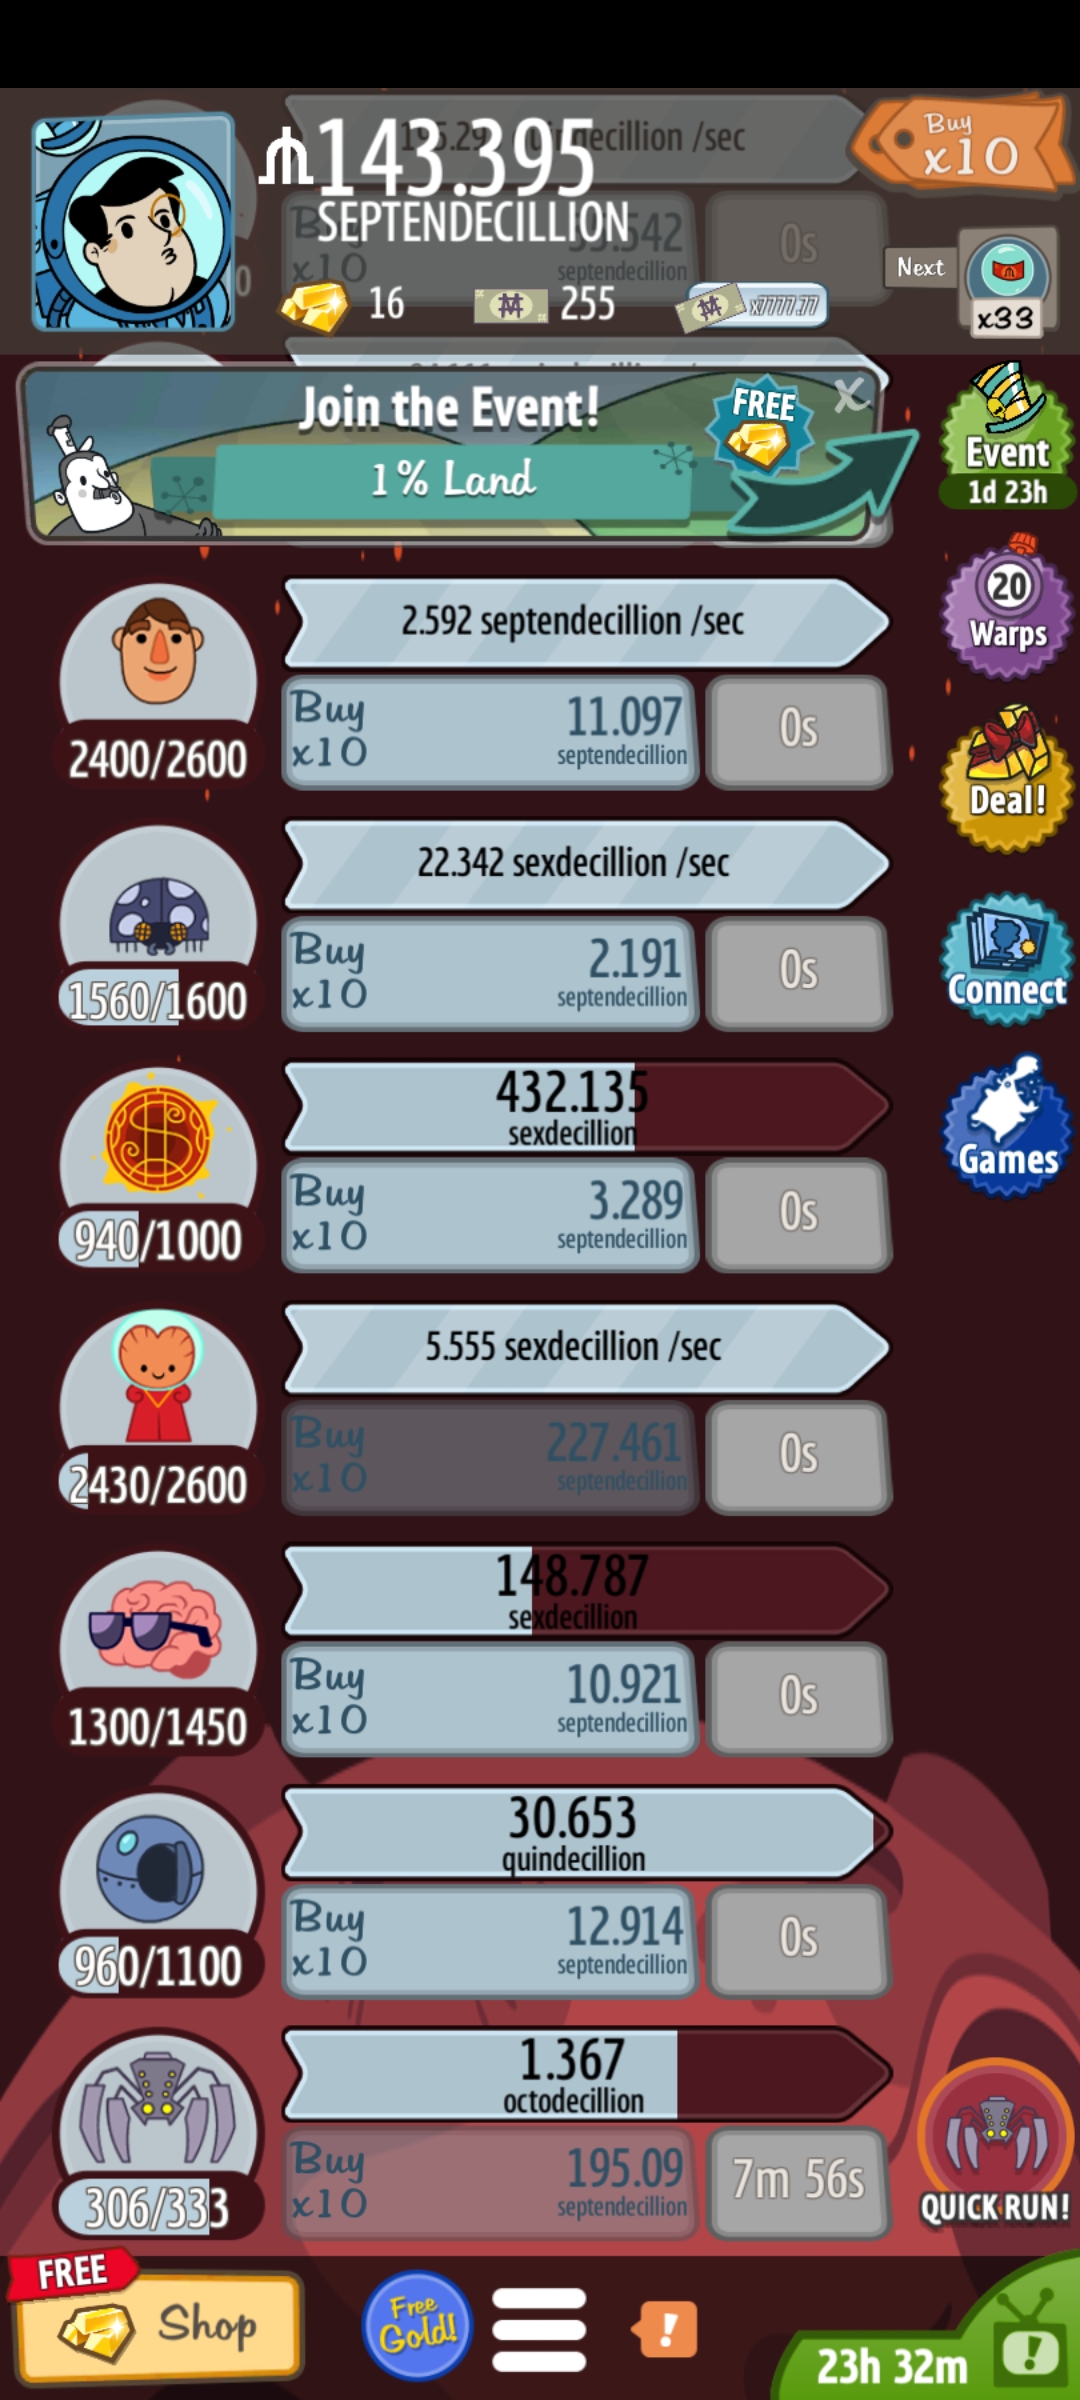 143.395
SEPTENDECILLION
Buy
x10
16
255
x7777.77
Next
x33
0s
septendecillion
Join the Event!
1% Land
FREE
X
Event
1d 23h
2.592 septendecillion /sec
Buy
x10
11.097
septendecillion
0s
2400/2600
20
Warps
Deal!
22.342 sexdecillion /sec
Buy
x10
2.191
septendecillion
0s
1560/1600
Connect
432.135
sexdecillion
Buy
x10
3.289
septendecillion
0s
940/1000
Games
5.555 sexdecillion /sec
Buy
x10
227.461
septendecillion
0s
2430/2600
148.787
sexdecillion
Buy
x10
10.921
septendecillion
0s
1300/1450
30.653
quindecillion
Buy
x10
12.914
septendecillion
0s
960/1100
1.367
octodecillion
Buy
x10
195.09
septendecillion
7m 56s
306/333
QUICK RUN!
FREE
Shop
Free
Gold!
!
23h 32m
!